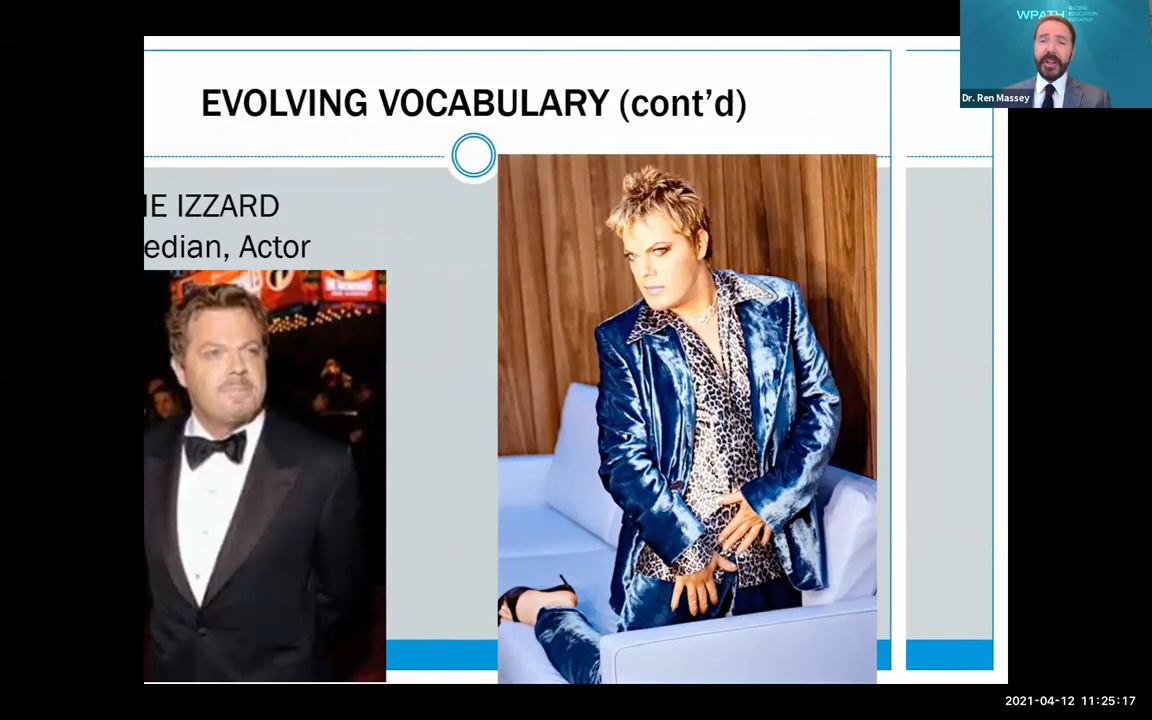 WPATH GLOBAL
EDUCATION
INITIATIVE
Dr. Ren Massey
EVOLVING VOCABULARY (cont'd)
IE IZZARD
edian, Actor
2021-04-12 11:25:17